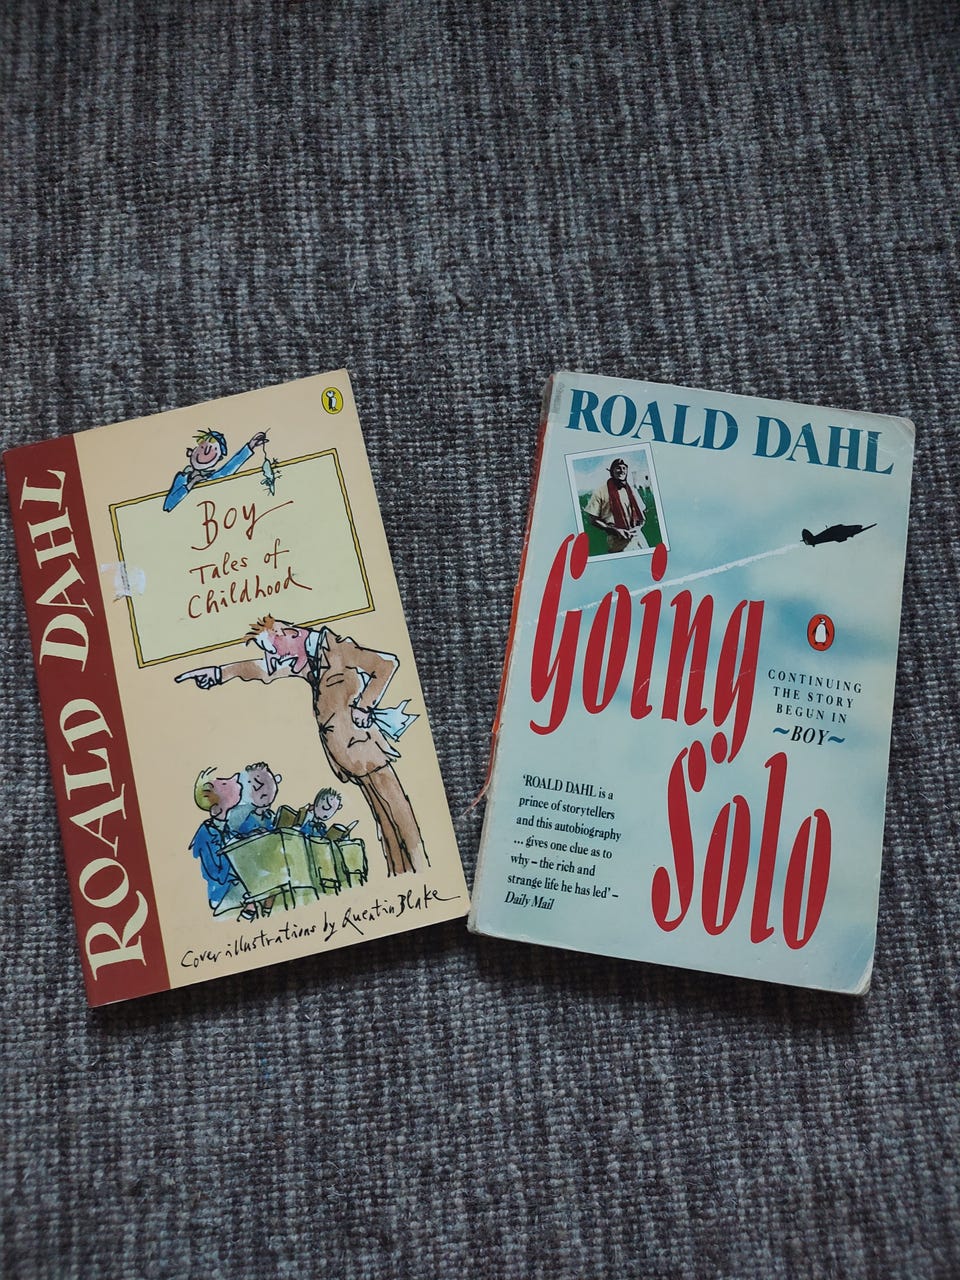 ROALD DAHL
Boy
Tales of
Childhood
Cover illustrations by Quentin Blake
ROALD DAHL
Going
Solo
CONTINUING
THE STORY
BEGUN IN
~BOY~
‘ROALD DAHL is a
prince of storytellers
and this autobiography
... gives one clue as to
why – the rich and
strange life he has led’ –
Daily Mail